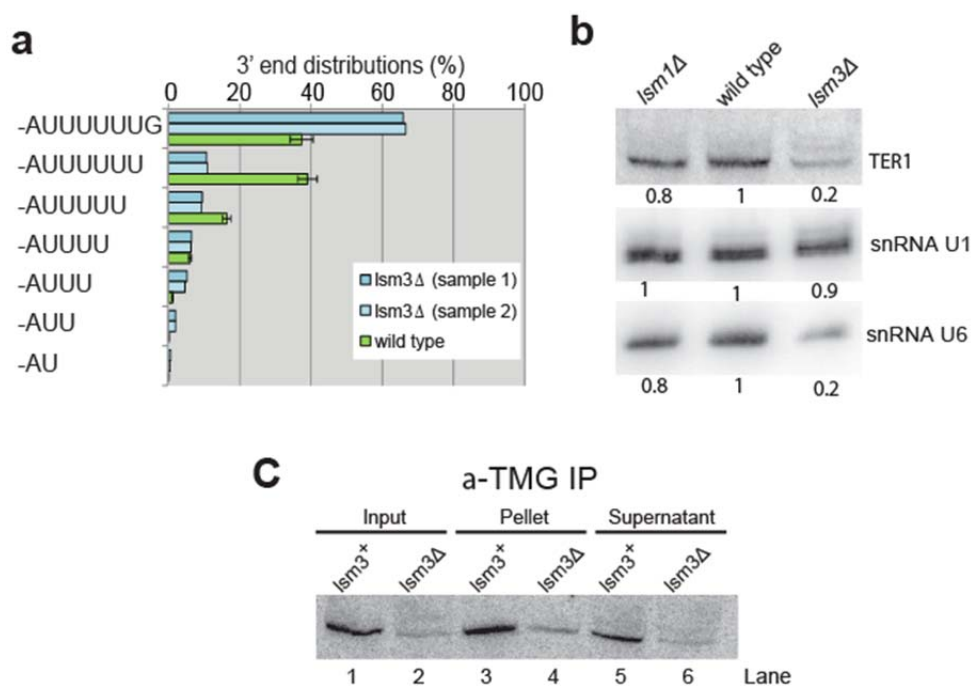 a
3' end distributions (%)
0 20 40 60 80 100
-AUUUUUUG
-AUUUUUU
-AUUUUU
-AUUUU
-AUUU
-AUU
-AU
lsm3Δ (sample 1)
lsm3Δ (sample 2)
wild type
b
lsm1Δ wild type lsm3Δ
TER1
0.8 1 0.2
snRNA U1
1 1 0.9
snRNA U6
0.8 1 0.2
C
a-TMG IP
Input Pellet Supernatant
lsm3+ lsm3Δ lsm3+ lsm3Δ lsm3+ lsm3Δ
1 2 3 4 5 6 Lane